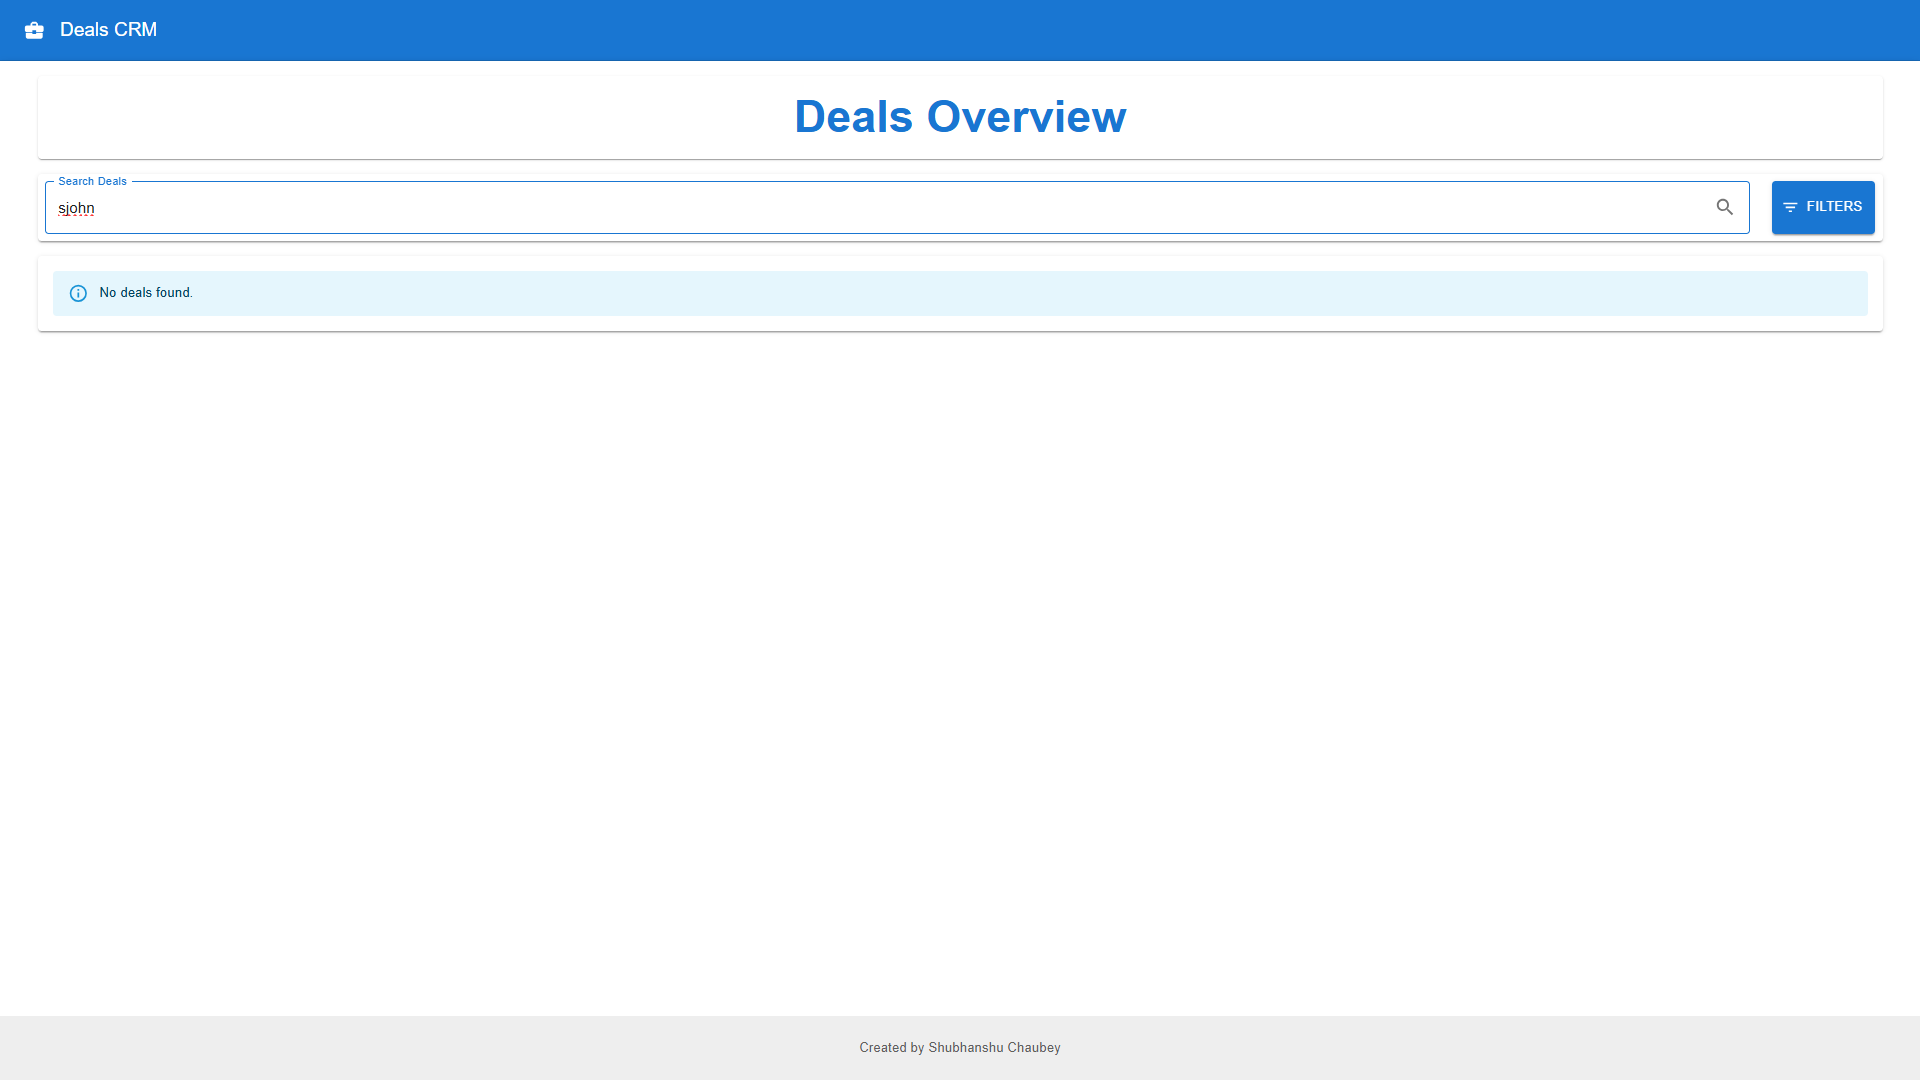 Deals CRM
Deals Overview
Search Deals
sjohn
FILTERS
No deals found.
Created by Shubhanshu Chaubey